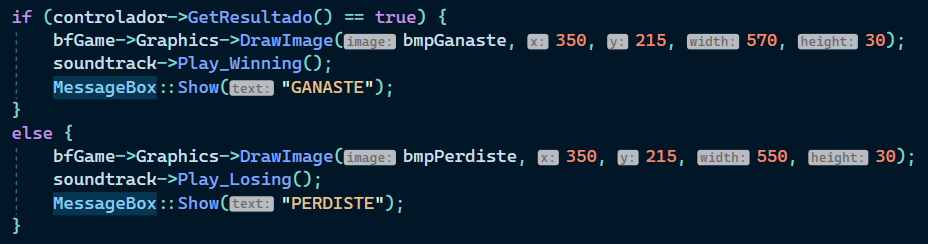 if (controlador->GetResultado() == true) {
bfGame->Graphics->DrawImage(image: bmpGanaste, x: 350, y: 215, width: 570, height: 30);
soundtrack->Play_Winning();
MessageBox::Show(text: "GANASTE");
}
else {
bfGame->Graphics->DrawImage(image: bmpPerdiste, x: 350, y: 215, width: 550, height: 30);
soundtrack->Play_Losing();
MessageBox::Show(text: "PERDISTE");
}